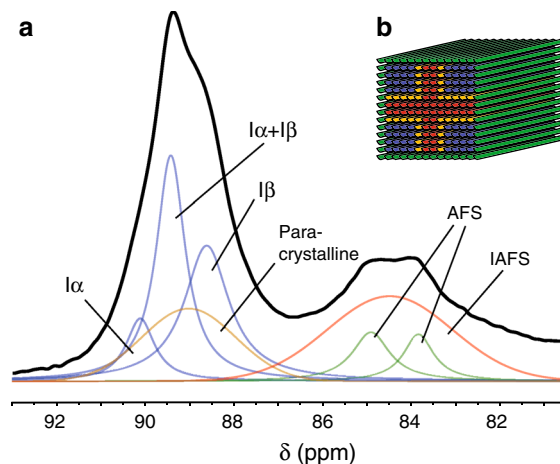 a
b
Iα+Iβ
Iβ
Para-
crystalline
Iα
AFS
IAFS
92 90 88 86 84 82
δ (ppm)